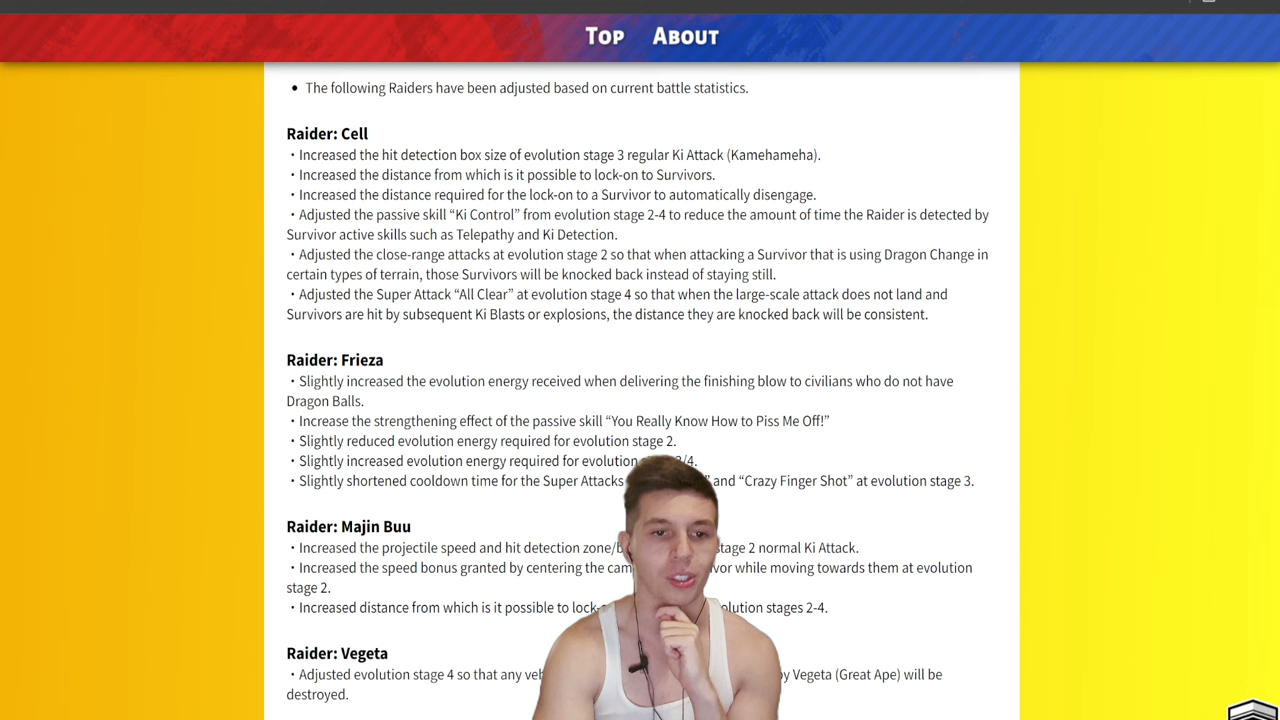 Top About
• The following Raiders have been adjusted based on current battle statistics.
Raider: Cell
・Increased the hit detection box size of evolution stage 3 regular Ki Attack (Kamehameha).
・Increased the distance from which is it possible to lock-on to Survivors.
・Increased the distance required for the lock-on to a Survivor to automatically disengage.
・Adjusted the passive skill “Ki Control” from evolution stage 2-4 to reduce the amount of time the Raider is detected by
Survivor active skills such as Telepathy and Ki Detection.
・Adjusted the close-range attacks at evolution stage 2 so that when attacking a Survivor that is using Dragon Change in
certain types of terrain, those Survivors will be knocked back instead of staying still.
・Adjusted the Super Attack “All Clear” at evolution stage 4 so that when the large-scale attack does not land and
Survivors are hit by subsequent Ki Blasts or explosions, the distance they are knocked back will be consistent.
Raider: Frieza
・Slightly increased the evolution energy received when delivering the finishing blow to civilians who do not have
Dragon Balls.
・Increase the strengthening effect of the passive skill “You Really Know How to Piss Me Off!”
・Slightly reduced evolution energy required for evolution stage 2.
・Slightly increased evolution energy required for evolution /4.
・Slightly shortened cooldown time for the Super Attacks ” and “Crazy Finger Shot” at evolution stage 3.
Raider: Majin Buu
・Increased the projectile speed and hit detection zone/ stage 2 normal Ki Attack.
・Increased the speed bonus granted by centering the while moving towards them at evolution
stage 2.
・Increased distance from which is it possible to stages 2-4.
Raider: Vegeta
・Adjusted evolution stage 4 so that any by Vegeta (Great Ape) will be
destroyed.